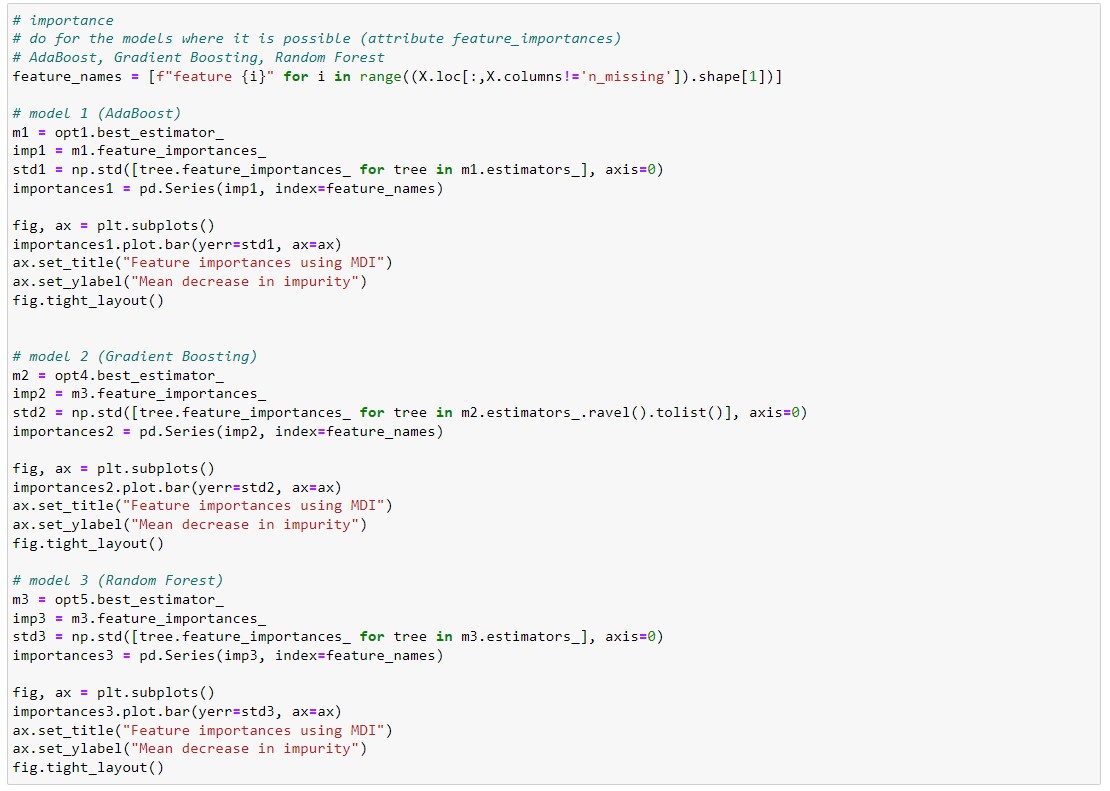 # importance
# do for the models where it is possible (attribute feature_importances)
# AdaBoost, Gradient Boosting, Random Forest
feature_names = [f"feature {i}" for i in range((X.loc[:,X.columns!='n_missing']).shape[1])]
# model 1 (AdaBoost)
m1 = opt1.best_estimator_
imp1 = m1.feature_importances_
std1 = np.std([tree.feature_importances_ for tree in m1.estimators_], axis=0)
importances1 = pd.Series(imp1, index=feature_names)
fig, ax = plt.subplots()
importances1.plot.bar(yerr=std1, ax=ax)
ax.set_title("Feature importances using MDI")
ax.set_ylabel("Mean decrease in impurity")
fig.tight_layout()
# model 2 (Gradient Boosting)
m2 = opt4.best_estimator_
imp2 = m3.feature_importances_
std2 = np.std([tree.feature_importances_ for tree in m2.estimators_.ravel().tolist()], axis=0)
importances2 = pd.Series(imp2, index=feature_names)
fig, ax = plt.subplots()
importances2.plot.bar(yerr=std2, ax=ax)
ax.set_title("Feature importances using MDI")
ax.set_ylabel("Mean decrease in impurity")
fig.tight_layout()
# model 3 (Random Forest)
m3 = opt5.best_estimator_
imp3 = m3.feature_importances_
std3 = np.std([tree.feature_importances_ for tree in m3.estimators_], axis=0)
importances3 = pd.Series(imp3, index=feature_names)
fig, ax = plt.subplots()
importances3.plot.bar(yerr=std3, ax=ax)
ax.set_title("Feature importances using MDI")
ax.set_ylabel("Mean decrease in impurity")
fig.tight_layout()